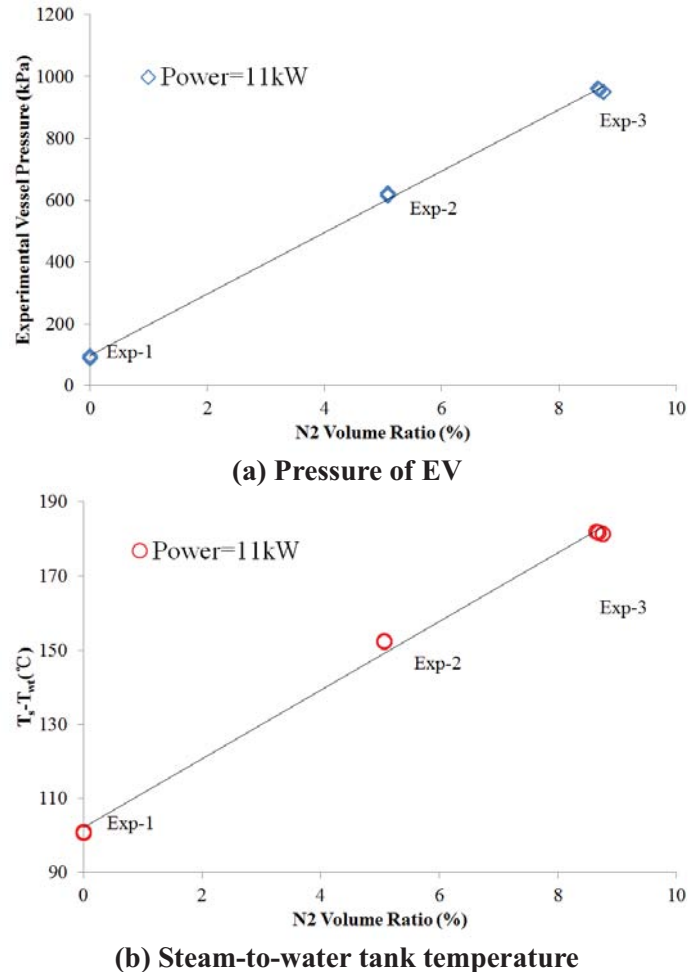 1200
1000
800
600
400
200
0
Experimental Vessel Pressure (kPa)
Power=11kW
Exp-3
Exp-2
Exp-1
0 2 4 6 8 10
N2 Volume Ratio (%)
(a) Pressure of EV
190
170
150
130
110
90
Ts-Twt(℃)
Power=11kW
Exp-3
Exp-2
Exp-1
0 2 4 6 8 10
N2 Volume Ratio (%)
(b) Steam-to-water tank temperature